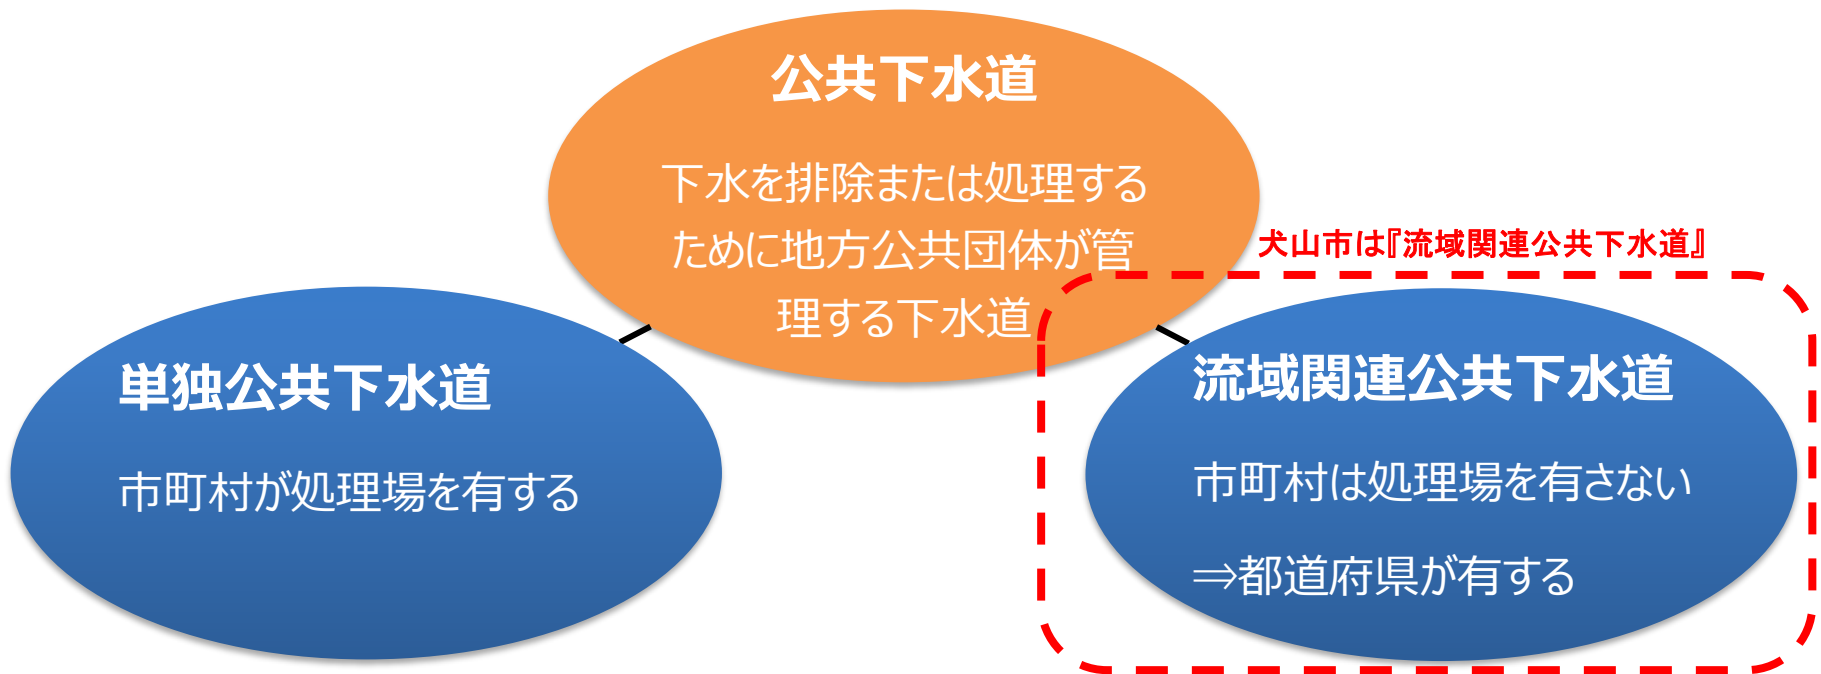 公共下水道
下水を排除または処理する
ために地方公共団体が管
理する下水道
犬山市は『流域関連公共下水道』
単独公共下水道
市町村が処理場を有する
流域関連公共下水道
市町村は処理場を有さない
⇒都道府県が有する